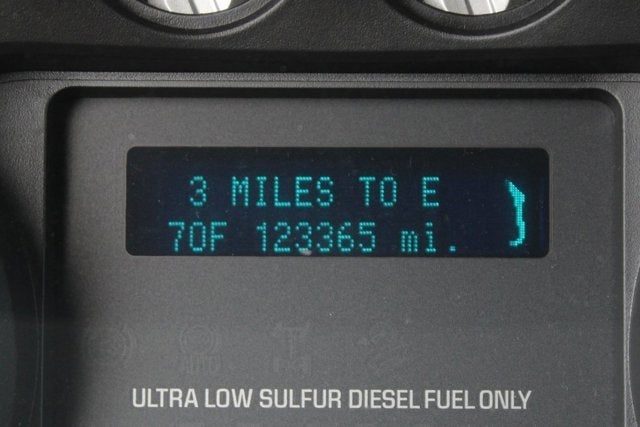 3 MILES TO E
70F 123365 mi.
ULTRA LOW SULFUR DIESEL FUEL ONLY